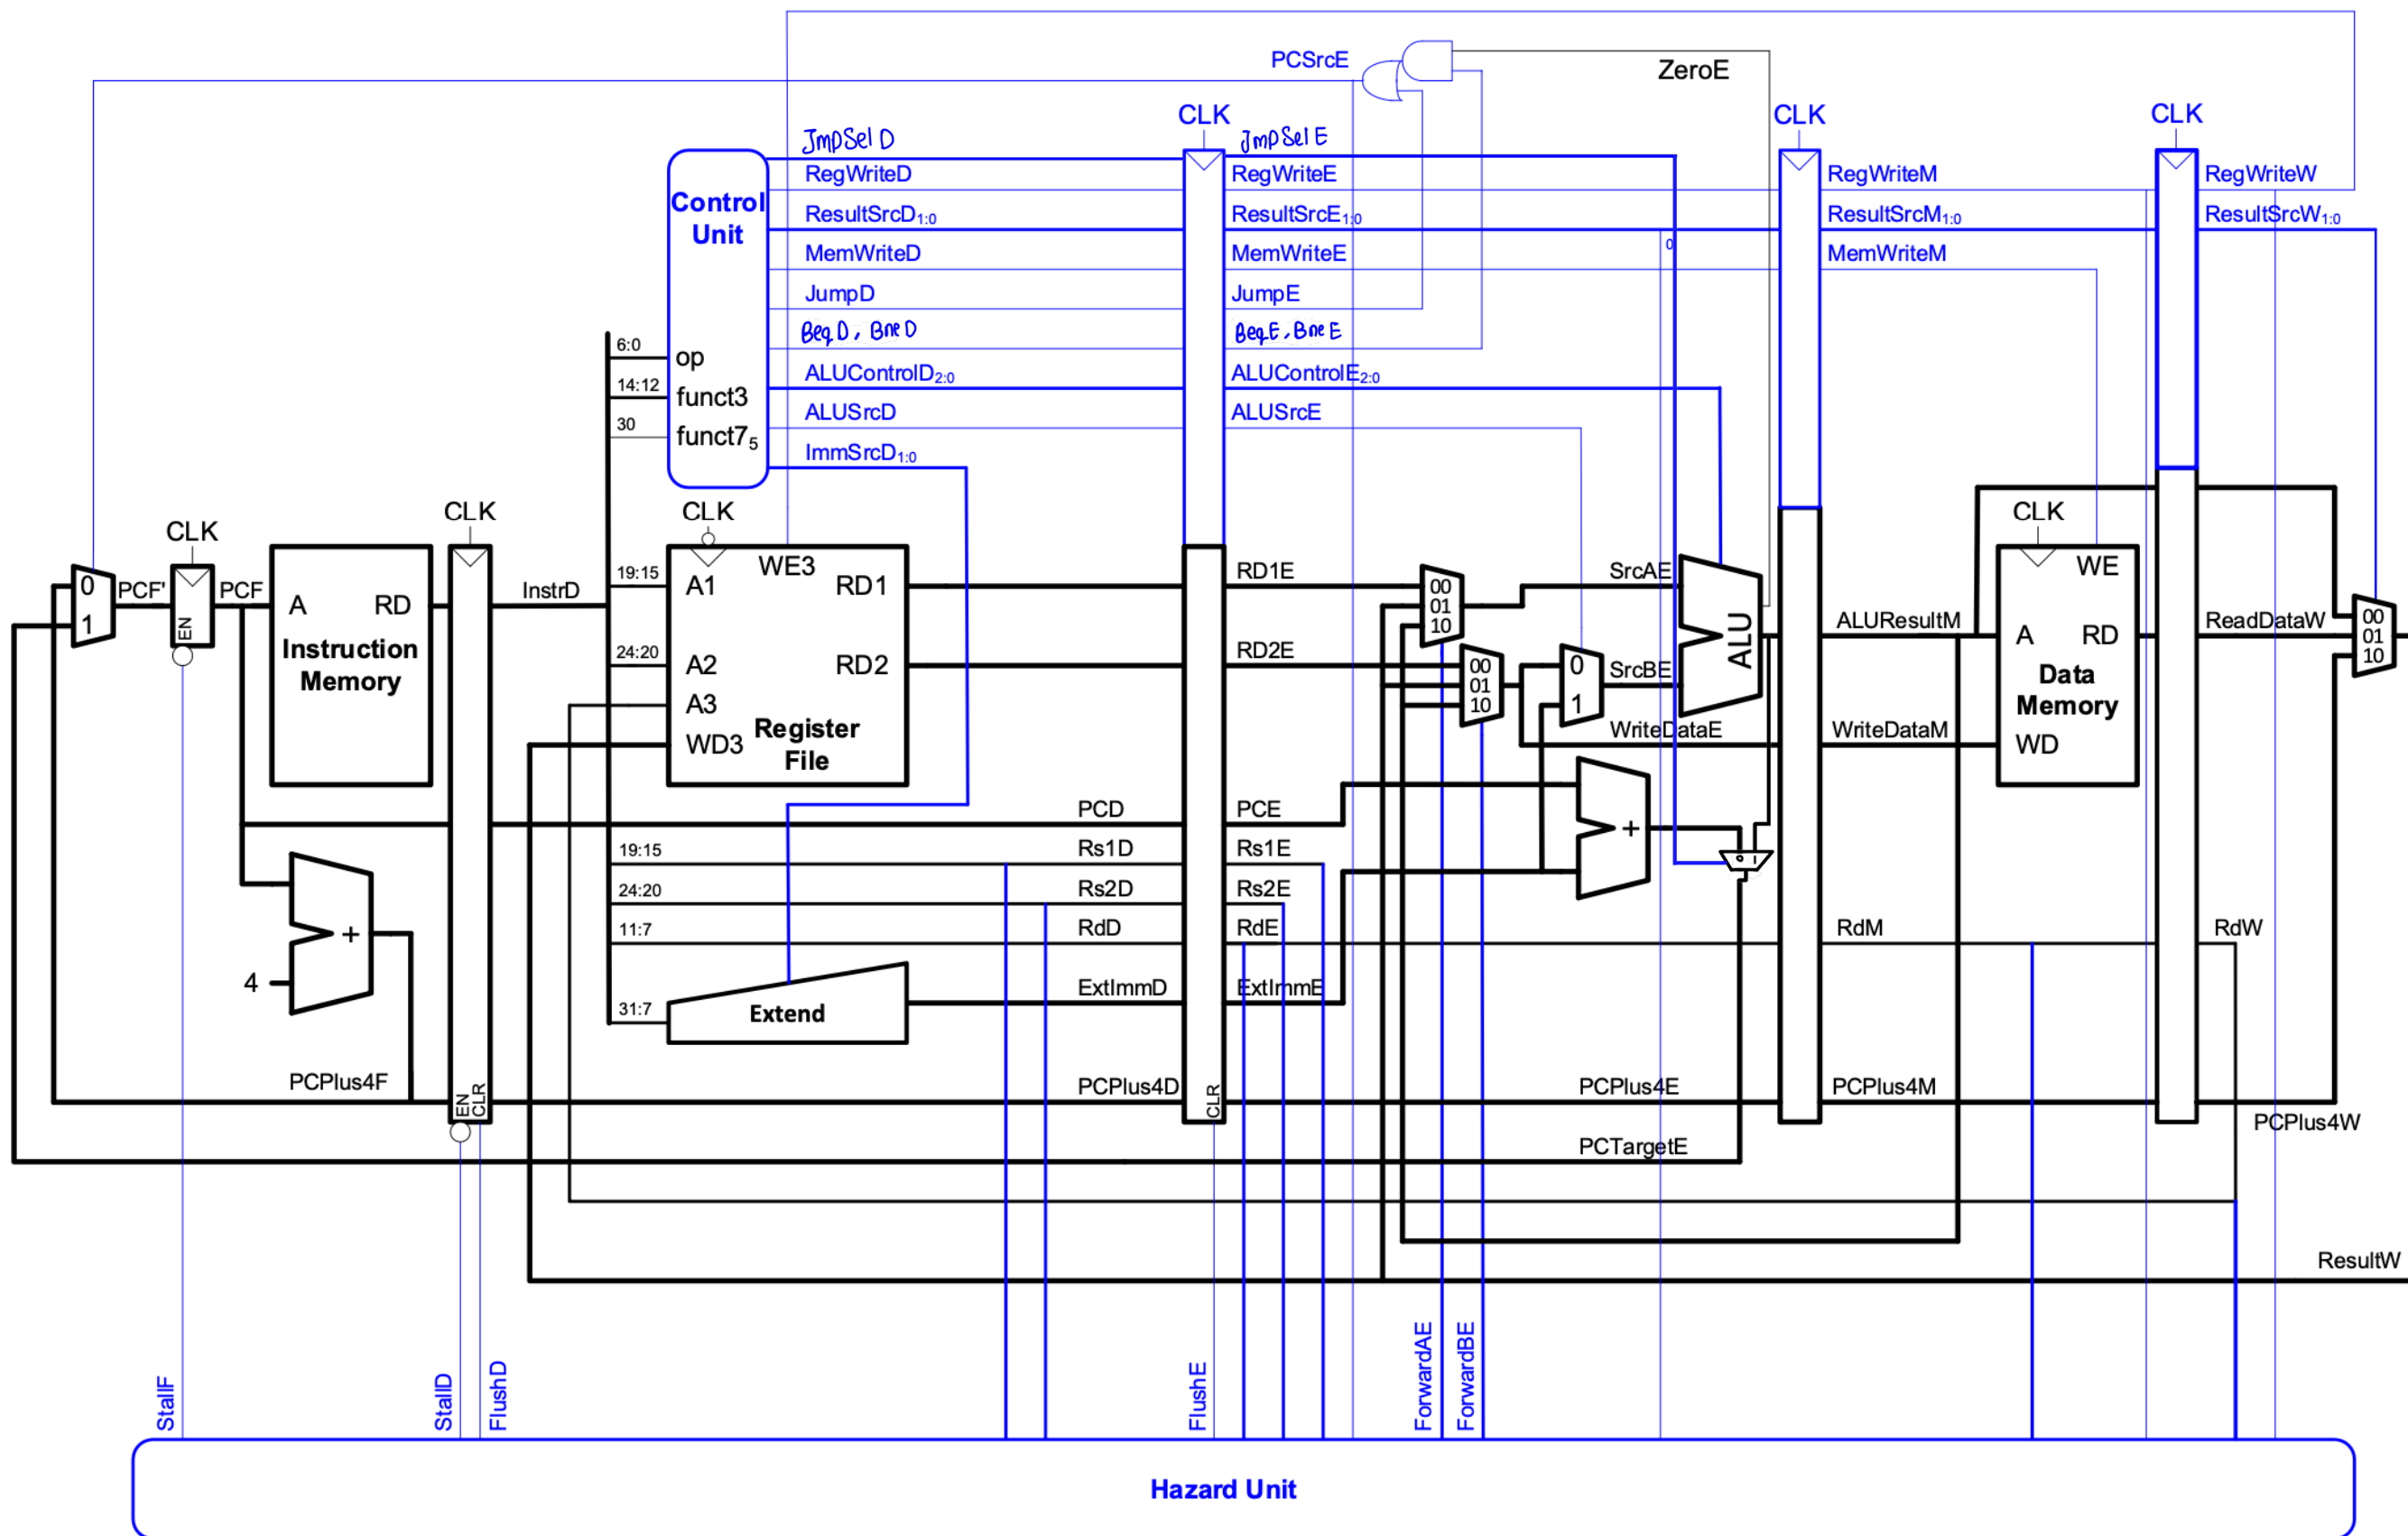 PCSrcE
ZeroE
CLK
CLK
CLK
JmpSel D
JmpSel E
RegWriteD
RegWriteE
RegWriteM
RegWriteW
Control
Unit
ResultSrcD1:0
ResultSrcE1:0
ResultSrcM1:0
ResultSrcW1:0
0
MemWriteD
MemWriteE
MemWriteM
JumpD
JumpE
BeqD, BneD
BeqE, BneE
6:0
op
ALUControlD2:0
ALUControlE2:0
14:12
funct3
ALUSrcD
ALUSrcE
30
funct75
ImmSrcD1:0
CLK
CLK
CLK
CLK
0
1
PCF'
EN
PCF
A
RD
Instruction
Memory
InstrD
19:15
A1
WE3
RD1
24:20
A2
RD2
A3
WD3
Register
File
RD1E
RD2E
00
01
10
00
01
10
0
1
SrcAE
SrcBE
ALU
WriteDataE
ALUResultM
WriteDataM
A
RD
WE
Data
Memory
WD
ReadDataW
00
01
10
PCD
PCE
+
0 1
19:15
Rs1D
Rs1E
24:20
Rs2D
Rs2E
11:7
RdD
RdE
RdM
RdW
+
4
31:7
Extend
ExtImmD
ExtImmE
PCPlus4F
EN
CLR
PCPlus4D
CLR
PCPlus4E
PCPlus4M
PCPlus4W
PCTargetE
ResultW
StallF
StallD
FlushD
FlushE
ForwardAE
ForwardBE
Hazard Unit